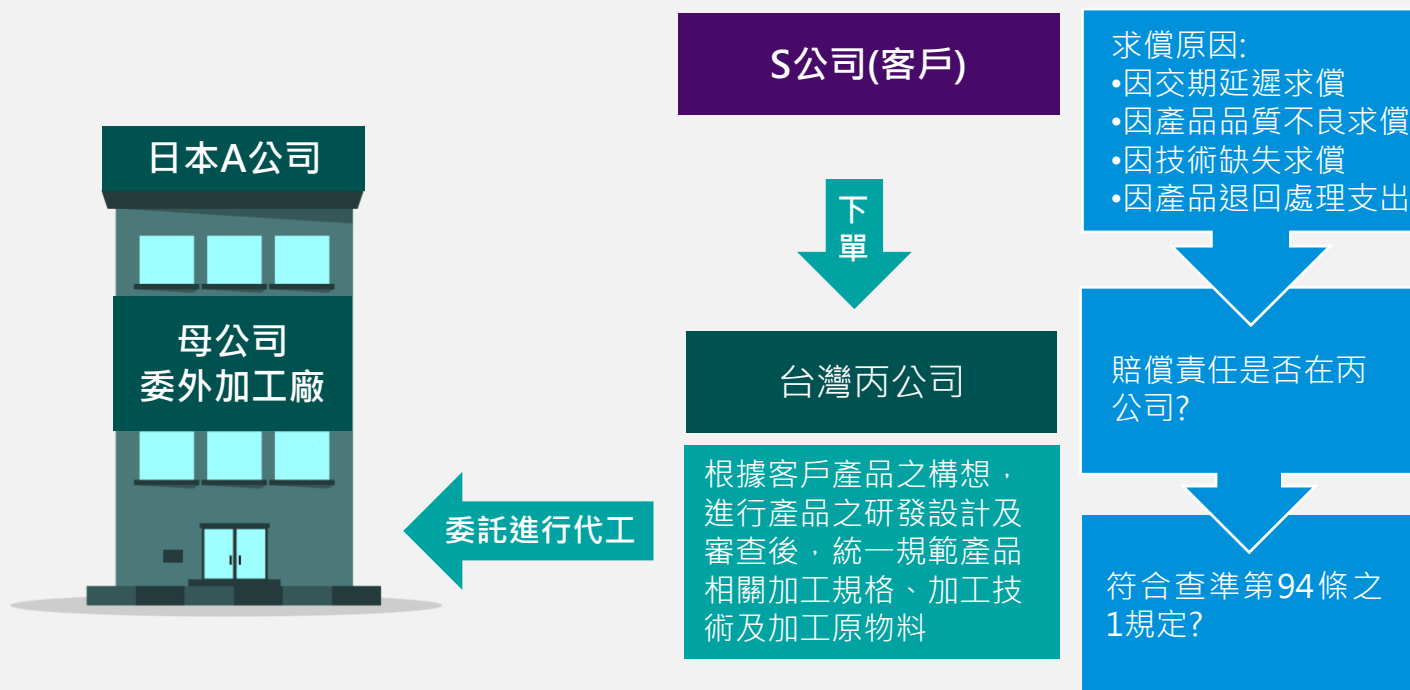 日本A公司
母公司
委外加工廠
S公司(客戶)
下
單
台灣丙公司
根據客戶產品之構想，
進行產品之研發設計及
審查後，統一規範產品
相關加工規格、加工技
術及加工原物料
委託進行代工
求償原因:
•因交期延遲求償
•因產品品質不良求償
•因技術缺失求償
•因產品退回處理支出
賠償責任是否在丙
公司?
符合查準第94條之
1規定?